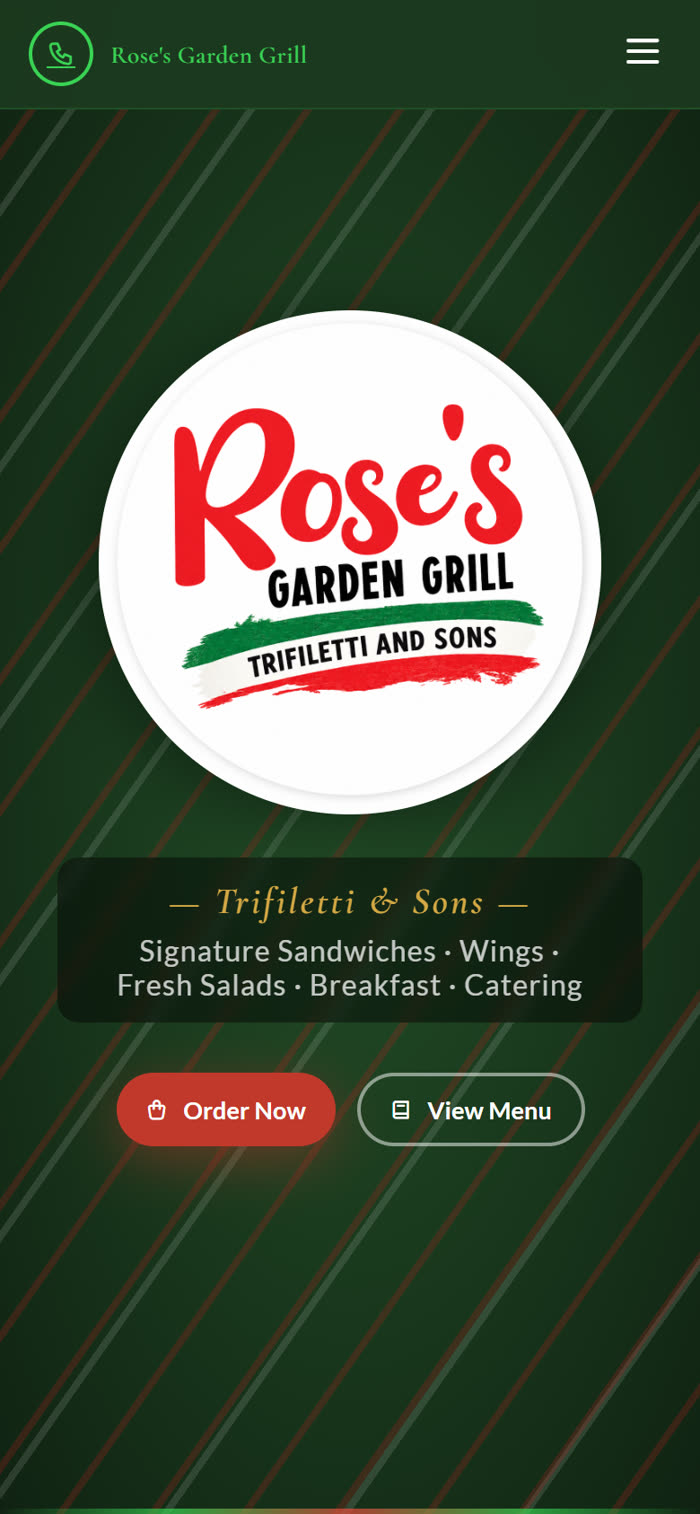 Rose's Garden Grill
Rose's
GARDEN GRILL
TRIFILETTI AND SONS
— Trifiletti & Sons —
Signature Sandwiches · Wings ·
Fresh Salads · Breakfast · Catering
Order Now
View Menu